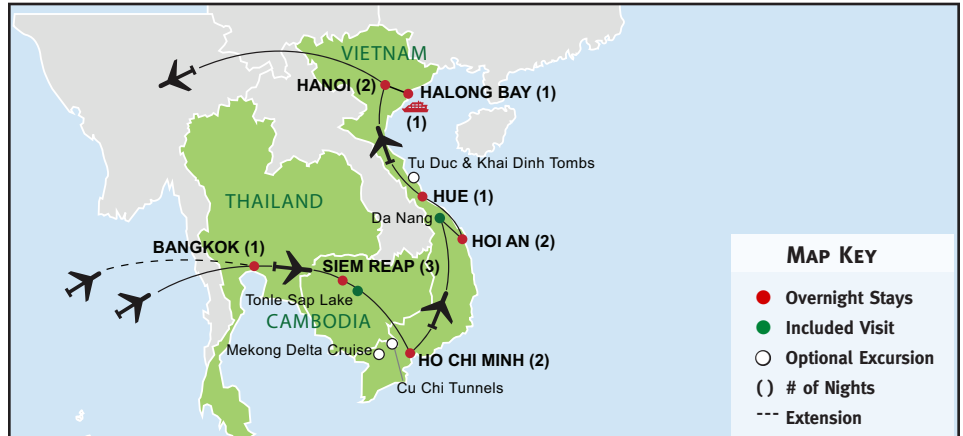 VIETNAM
HANOI (2)
HALONG BAY (1)
(1)
Tu Duc & Khai Dinh Tombs
THAILAND
HUE (1)
Da Nang
HOI AN (2)
BANGKOK (1)
SIEM REAP (3)
Tonle Sap Lake
CAMBODIA
Mekong Delta Cruise
HO CHI MINH (2)
Cu Chi Tunnels
MAP KEY
Overnight Stays
Included Visit
Optional Excursion
( ) # of Nights
--- Extension